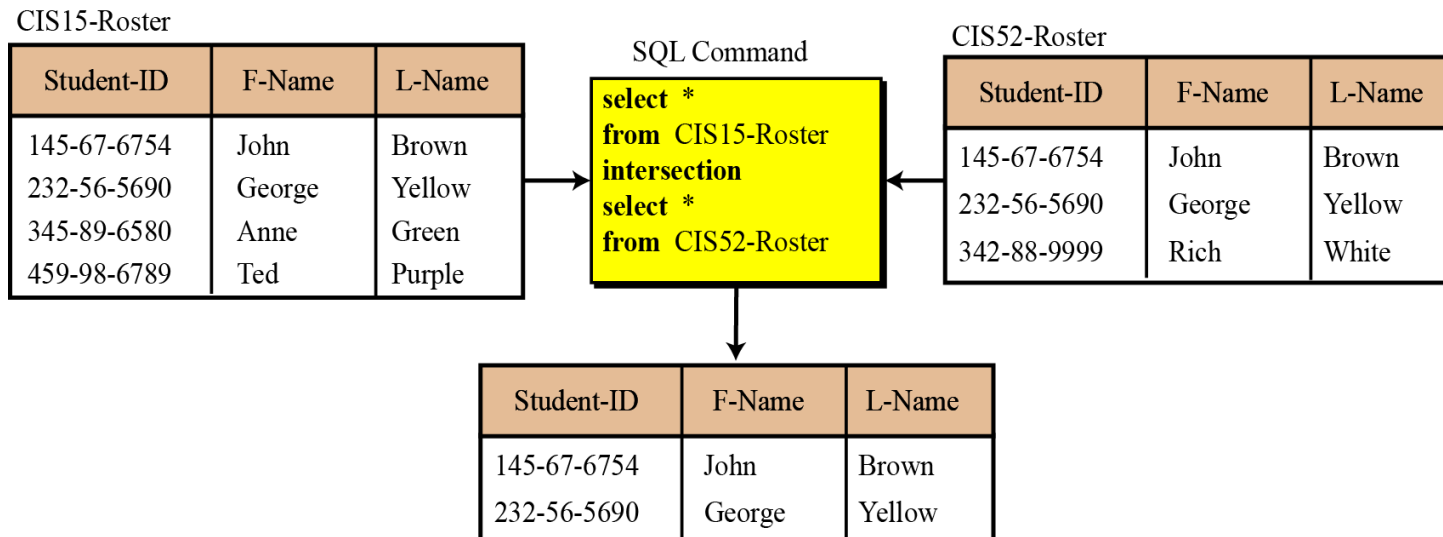 CIS15-Roster
Student-ID F-Name L-Name
145-67-6754 John Brown
232-56-5690 George Yellow
345-89-6580 Anne Green
459-98-6789 Ted Purple
SQL Command
select *
from CIS15-Roster
intersection
select *
from CIS52-Roster
CIS52-Roster
Student-ID F-Name L-Name
145-67-6754 John Brown
232-56-5690 George Yellow
342-88-9999 Rich White
Student-ID F-Name L-Name
145-67-6754 John Brown
232-56-5690 George Yellow